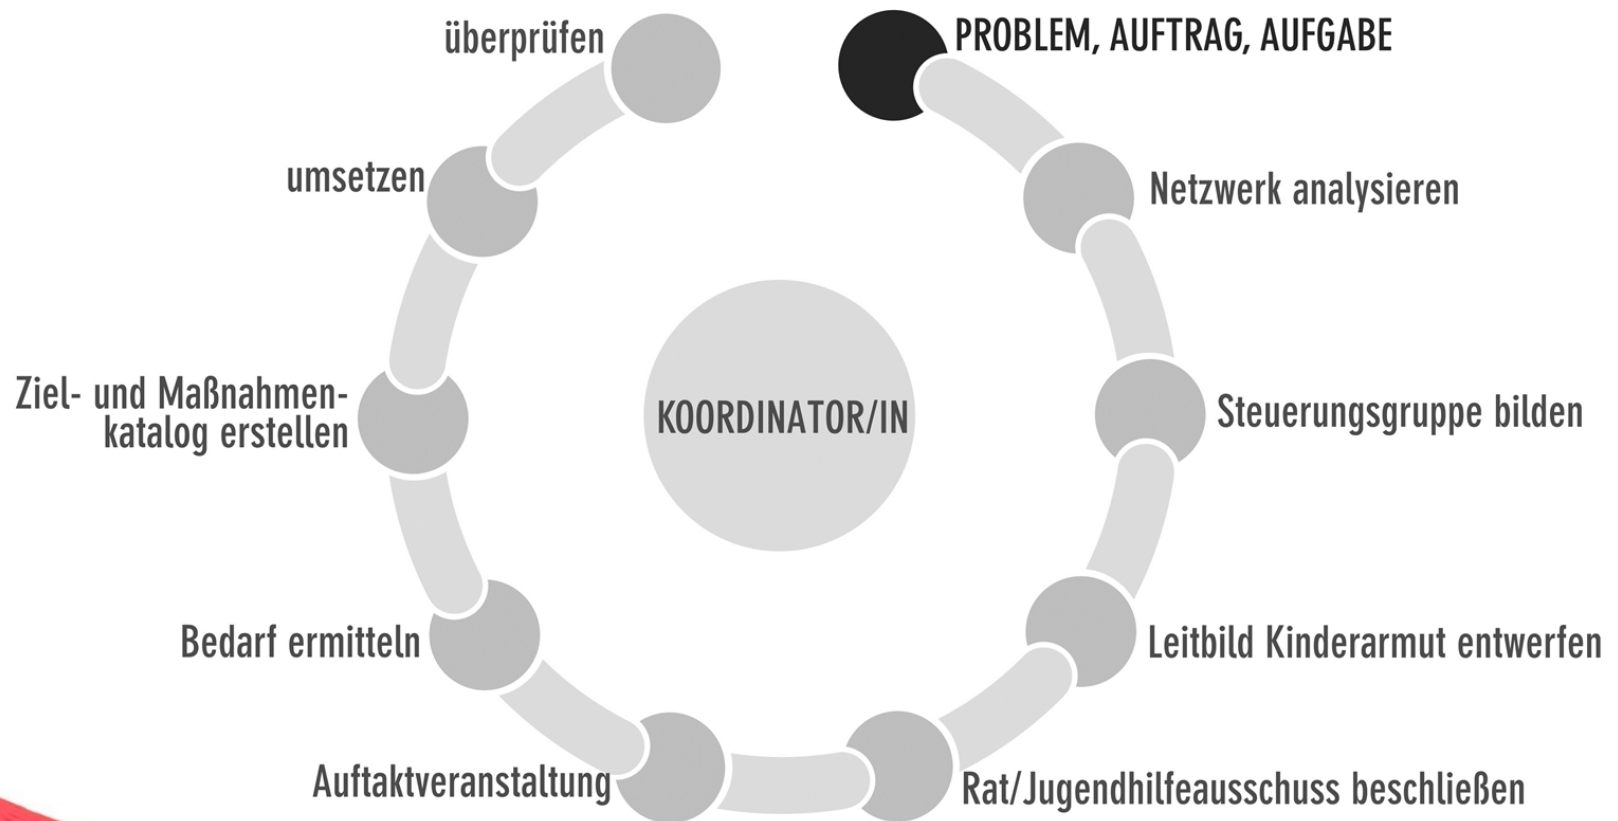 PROBLEM, AUFTRAG, AUFGABE
Netzwerk analysieren
Steuerungsgruppe bilden
Leitbild Kinderarmut entwerfen
Rat/Jugendhilfeausschuss beschließen
Auftaktveranstaltung
Bedarf ermitteln
Ziel- und Maßnahmen-
katalog erstellen
umsetzen
überprüfen
KOORDINATOR/IN